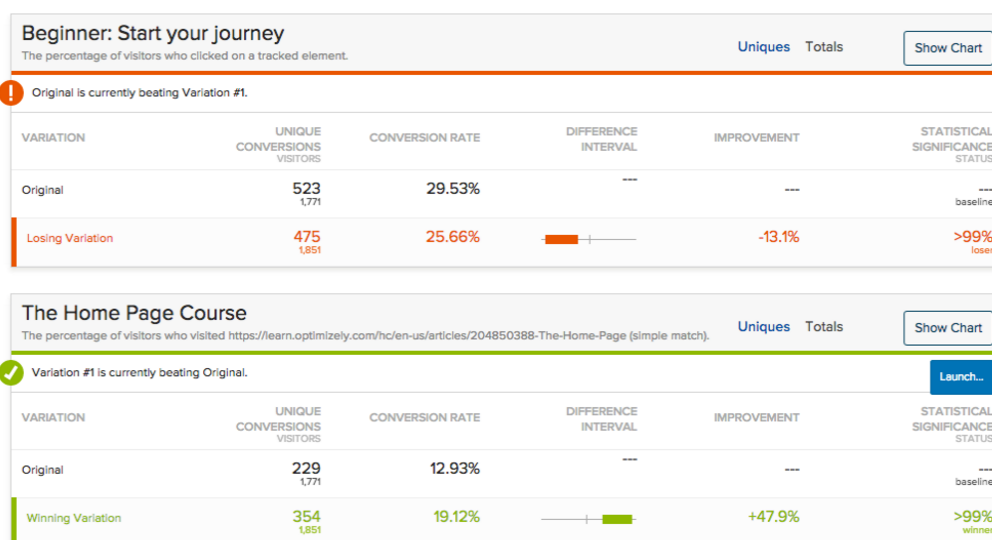 Beginner: Start your journey
The percentage of visitors who clicked on a tracked element.
Uniques Totals Show Chart
Original is currently beating Variation #1.
VARIATION UNIQUE CONVERSIONS VISITORS CONVERSION RATE DIFFERENCE INTERVAL IMPROVEMENT STATISTICAL SIGNIFICANCE STATUS
Original 523 1,771 29.53% --- --- --- baseline
Losing Variation 475 1,851 25.66% -13.1% >99% loser
The Home Page Course
The percentage of visitors who visited https://learn.optimizely.com/hc/en-us/articles/204850388-The-Home-Page (simple match).
Uniques Totals Show Chart
Variation #1 is currently beating Original.
Launch...
VARIATION UNIQUE CONVERSIONS VISITORS CONVERSION RATE DIFFERENCE INTERVAL IMPROVEMENT STATISTICAL SIGNIFICANCE STATUS
Original 229 1,771 12.93% --- --- --- baseline
Winning Variation 354 1,851 19.12% +47.9% >99% winner